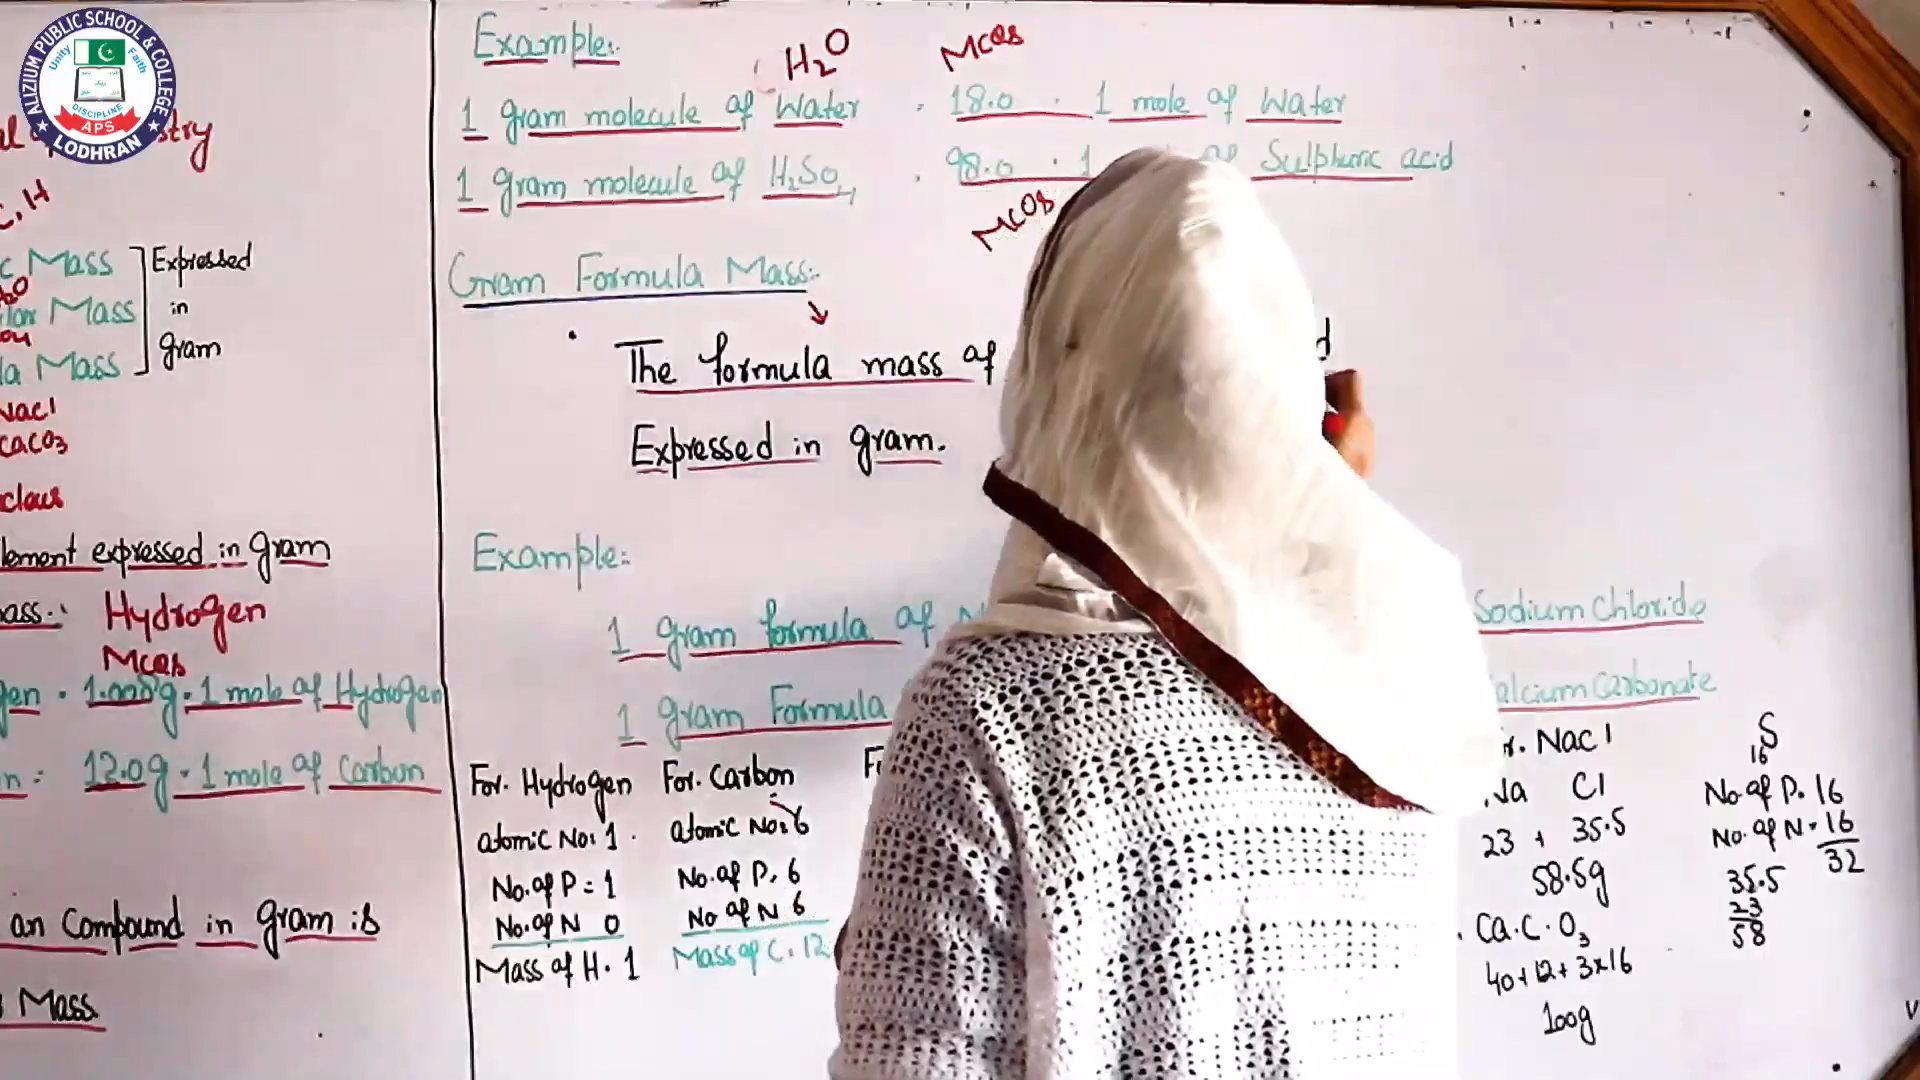 ALIZIUM PUBLIC SCHOOL & COLLEGE
Unity
Faith
DISCIPLINE
APS
LODHRAN
stry
C, H
c Mass
Mass
la Mass
Expressed
in
gram
NaCl
CaCO3
lement expressed in gram
ass:
Hydrogen
MCQs
gen = 1.008g = 1 mole of Hydrogen
n = 12.0g = 1 mole of Carbon
an Compound in gram is
Mass
Example:
H2O
MCQs
1 gram molecule of Water = 18.0 = 1 mole of Water
1 gram molecule of H2SO4 = 98.0 = 1 of Sulphuric acid
MCQs
Gram Formula Mass:
The formula mass of
Expressed in gram.
Example:
1 gram formula of
Sodium Chloride
1 gram Formula
alcium Carbonate
For. Hydrogen
Atomic No: 1
No. of P = 1
No. of N 0
Mass of H = 1
For. Carbon
Atomic No: 6
No. of P = 6
No of N 6
Mass of C = 12
r. NaCl
Na Cl
23 + 35.5
58.5g
Ca.C.O3
40+12+3x16
100g
S
16
No. of P = 16
No. of N = 16
32
35.5
23
58